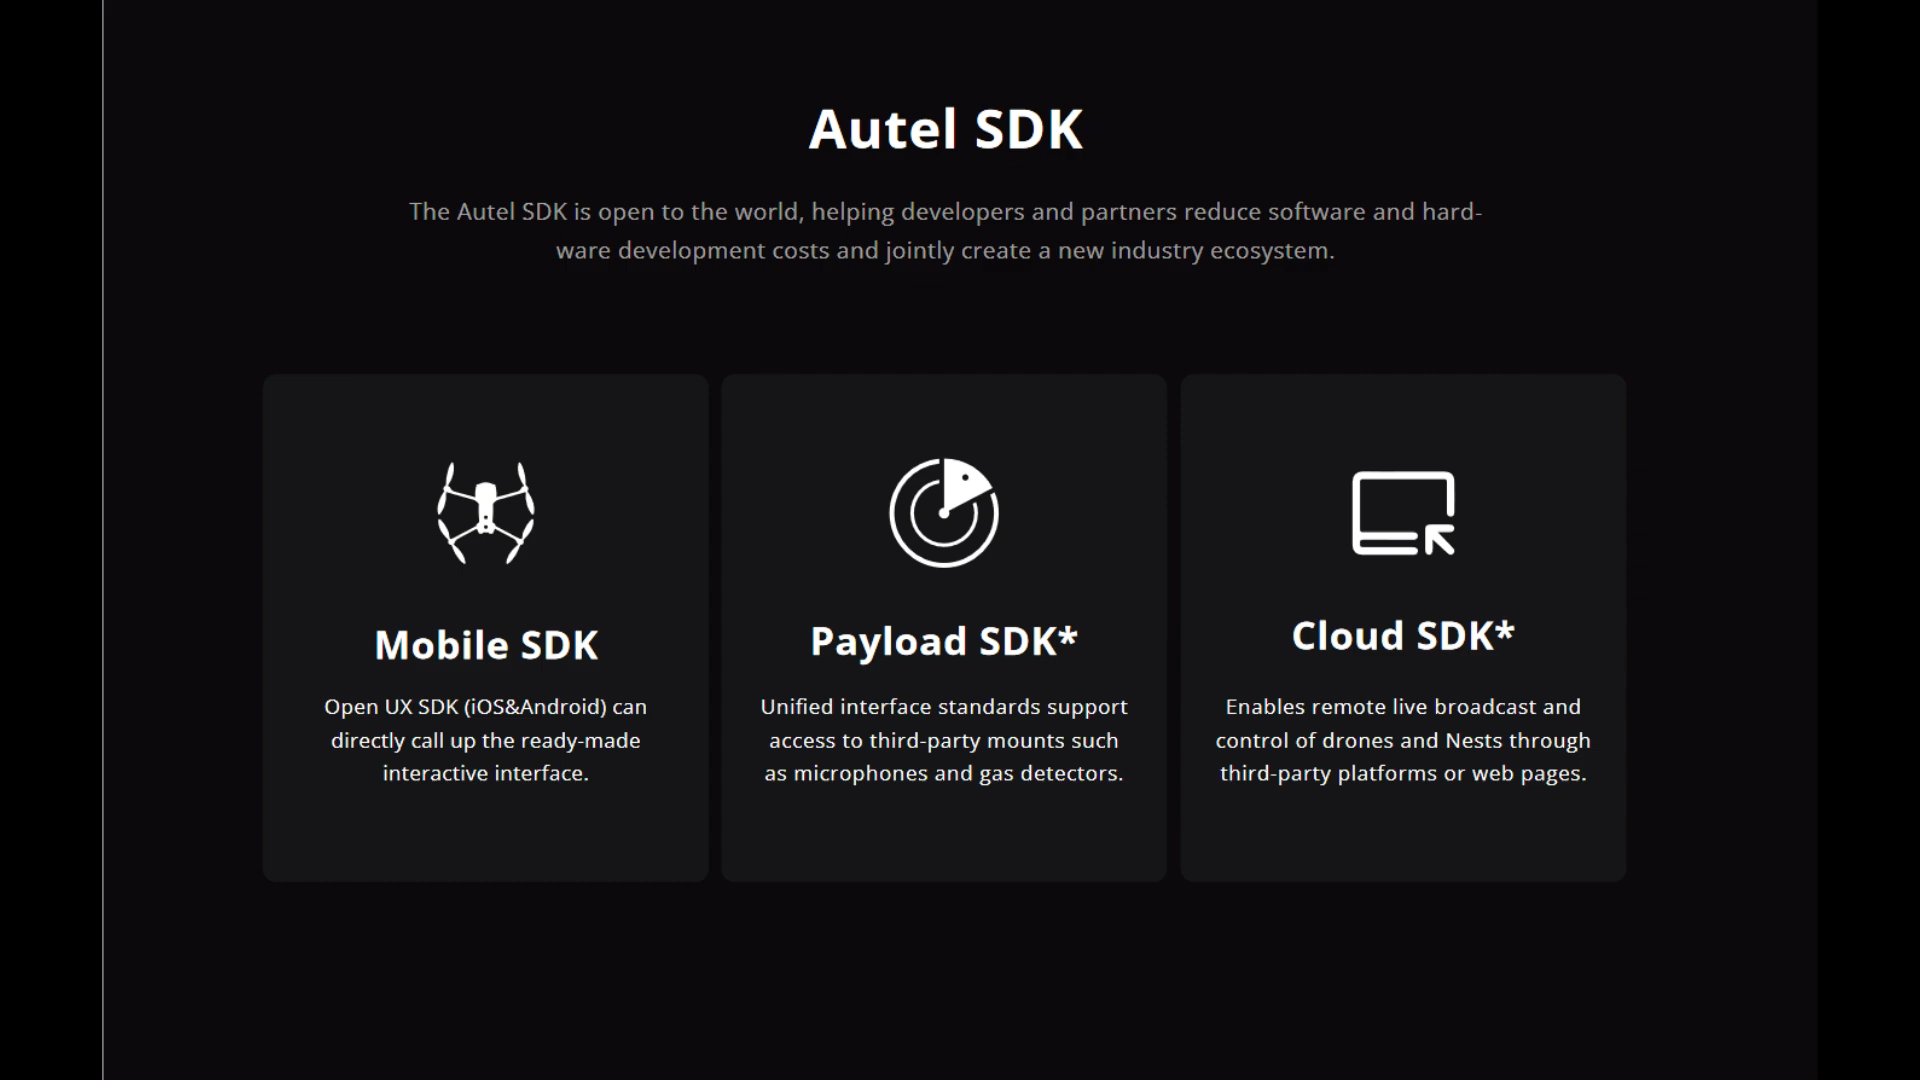 Autel SDK
The Autel SDK is open to the world, helping developers and partners reduce software and hard-
ware development costs and jointly create a new industry ecosystem.
Mobile SDK
Open UX SDK (iOS&Android) can
directly call up the ready-made
interactive interface.
Payload SDK*
Unified interface standards support
access to third-party mounts such
as microphones and gas detectors.
Cloud SDK*
Enables remote live broadcast and
control of drones and Nests through
third-party platforms or web pages.